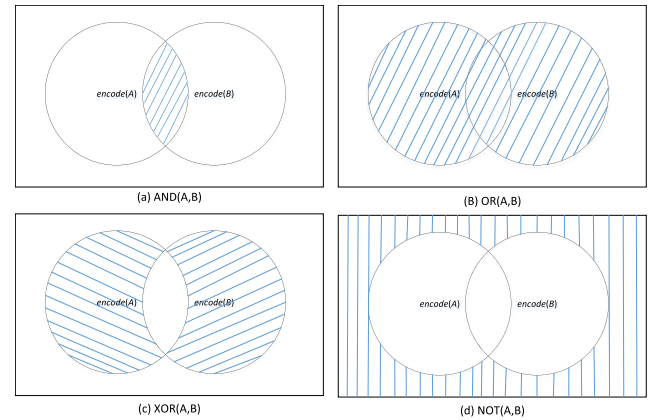 encode(A) encode(B)
(a) AND(A,B)
encode(A) encode(B)
(B) OR(A,B)
encode(A) encode(B)
(c) XOR(A,B)
encode(A) encode(B)
(d) NOT(A,B)